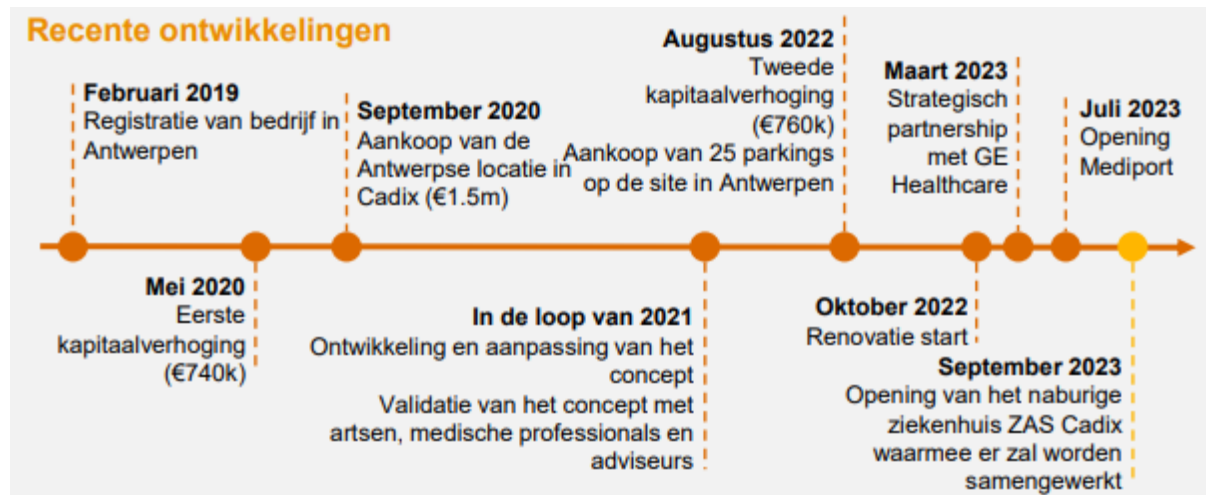 Recente ontwikkelingen
Februari 2019
Registratie van bedrijf in
Antwerpen
Mei 2020
Eerste
kapitaalverhoging
(€740k)
September 2020
Aankoop van de
Antwerpse locatie in
Cadix (€1.5m)
In de loop van 2021
Ontwikkeling en aanpassing van het
concept
Validatie van het concept met
artsen, medische professionals en
adviseurs
Augustus 2022
Tweede
kapitaalverhoging
(€760k)
Aankoop van 25 parkings
op de site in Antwerpen
Oktober 2022
Renovatie start
Maart 2023
Strategisch
partnership
met GE
Healthcare
Juli 2023
Opening
Mediport
September 2023
Opening van het naburige
ziekenhuis ZAS Cadix
waarmee er zal worden
samengewerkt